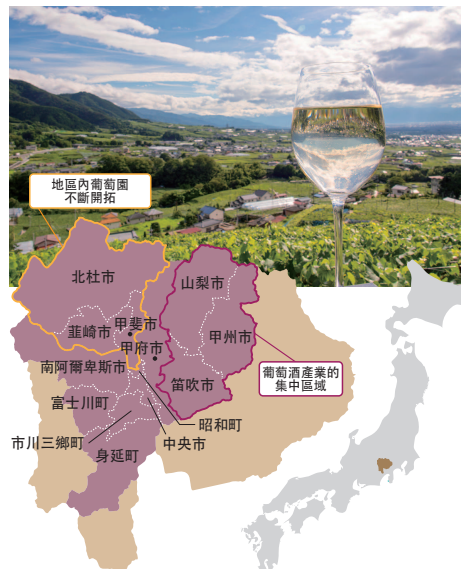 地區內葡萄園
不斷開拓
北杜市
山梨市
韮崎市
甲斐市
甲州市
甲府市
南阿爾卑斯市
葡萄酒產業的
集中區域
笛吹市
富士川町
昭和町
市川三鄉町
中央市
身延町